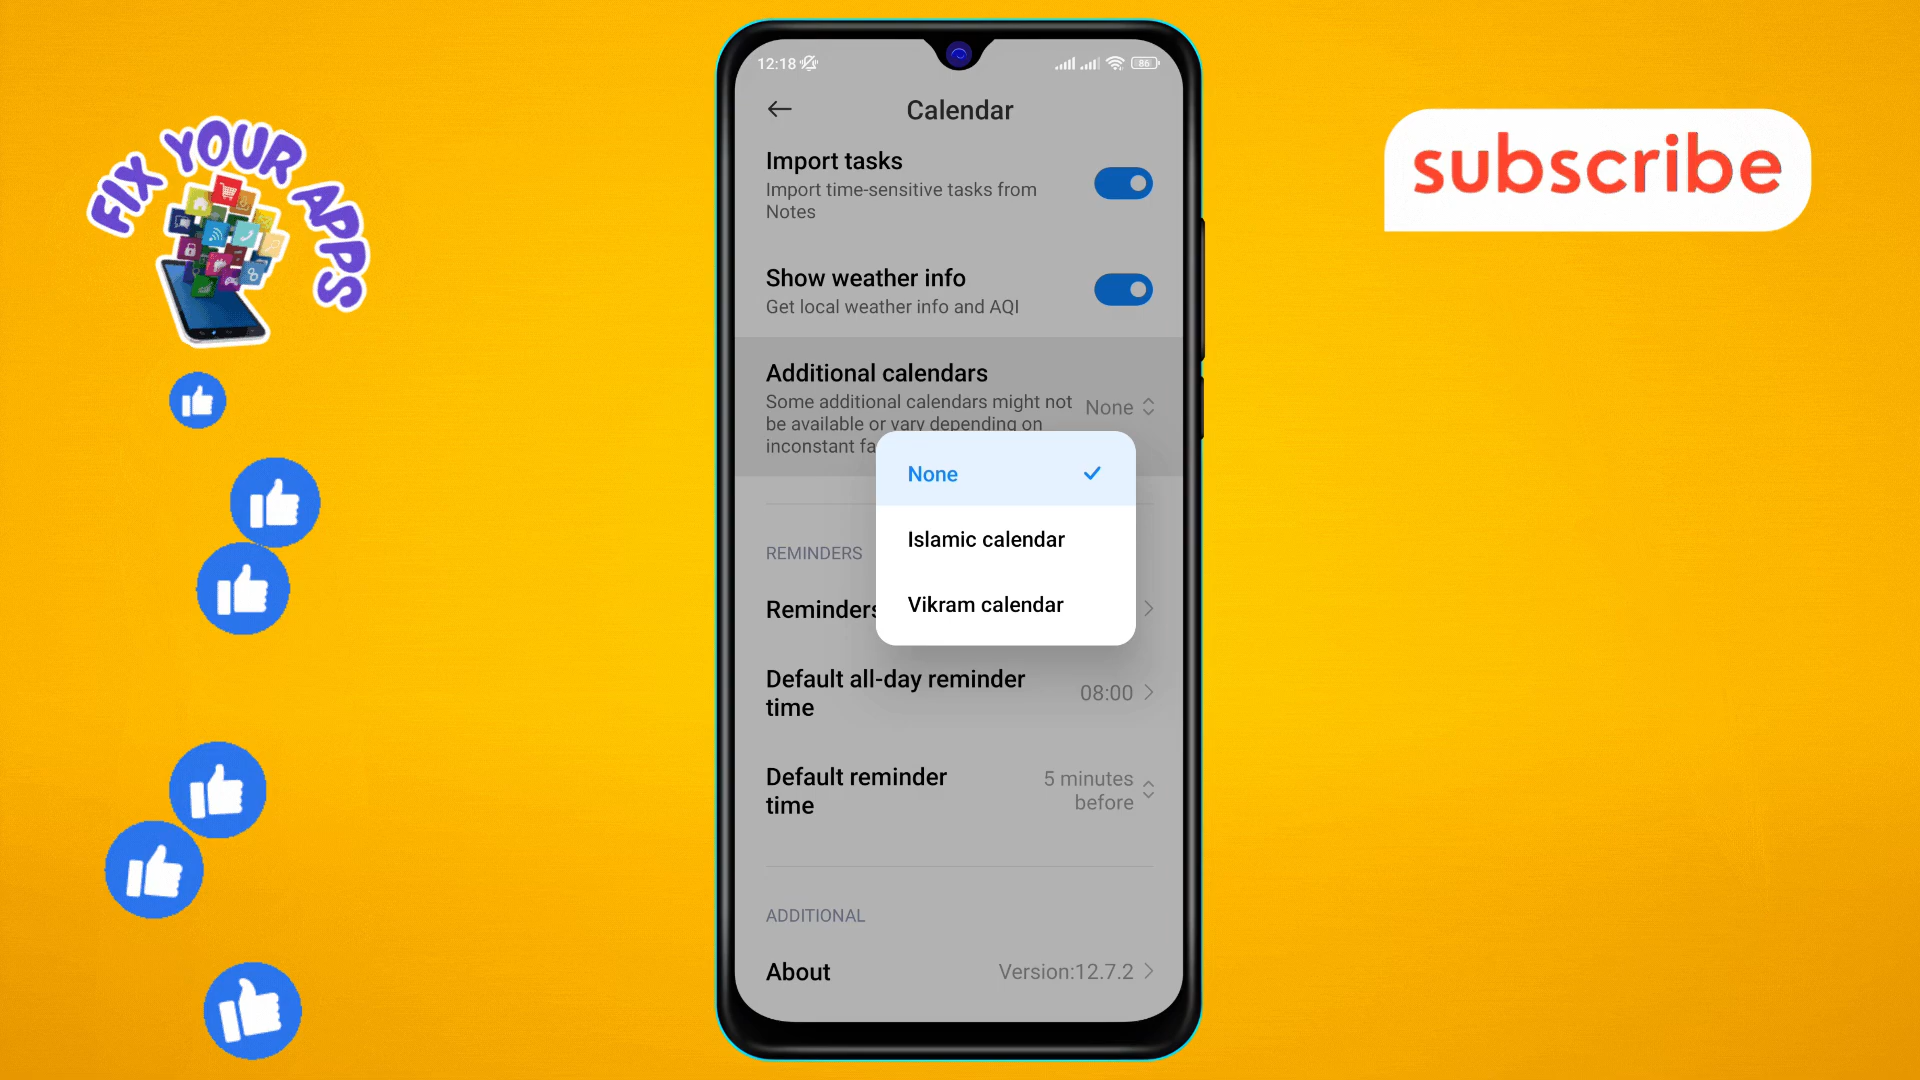 FIX YOUR APPS
subscribe
12:18
86
Calendar
Import tasks
Import time-sensitive tasks from
Notes
Show weather info
Get local weather info and AQI
Additional calendars
Some additional calendars might not
be available or vary depending on
inconstant fa
None
None
Islamic calendar
Vikram calendar
REMINDERS
Reminders
Default all-day reminder
time
08:00
Default reminder
time
5 minutes
before
ADDITIONAL
About
Version:12.7.2